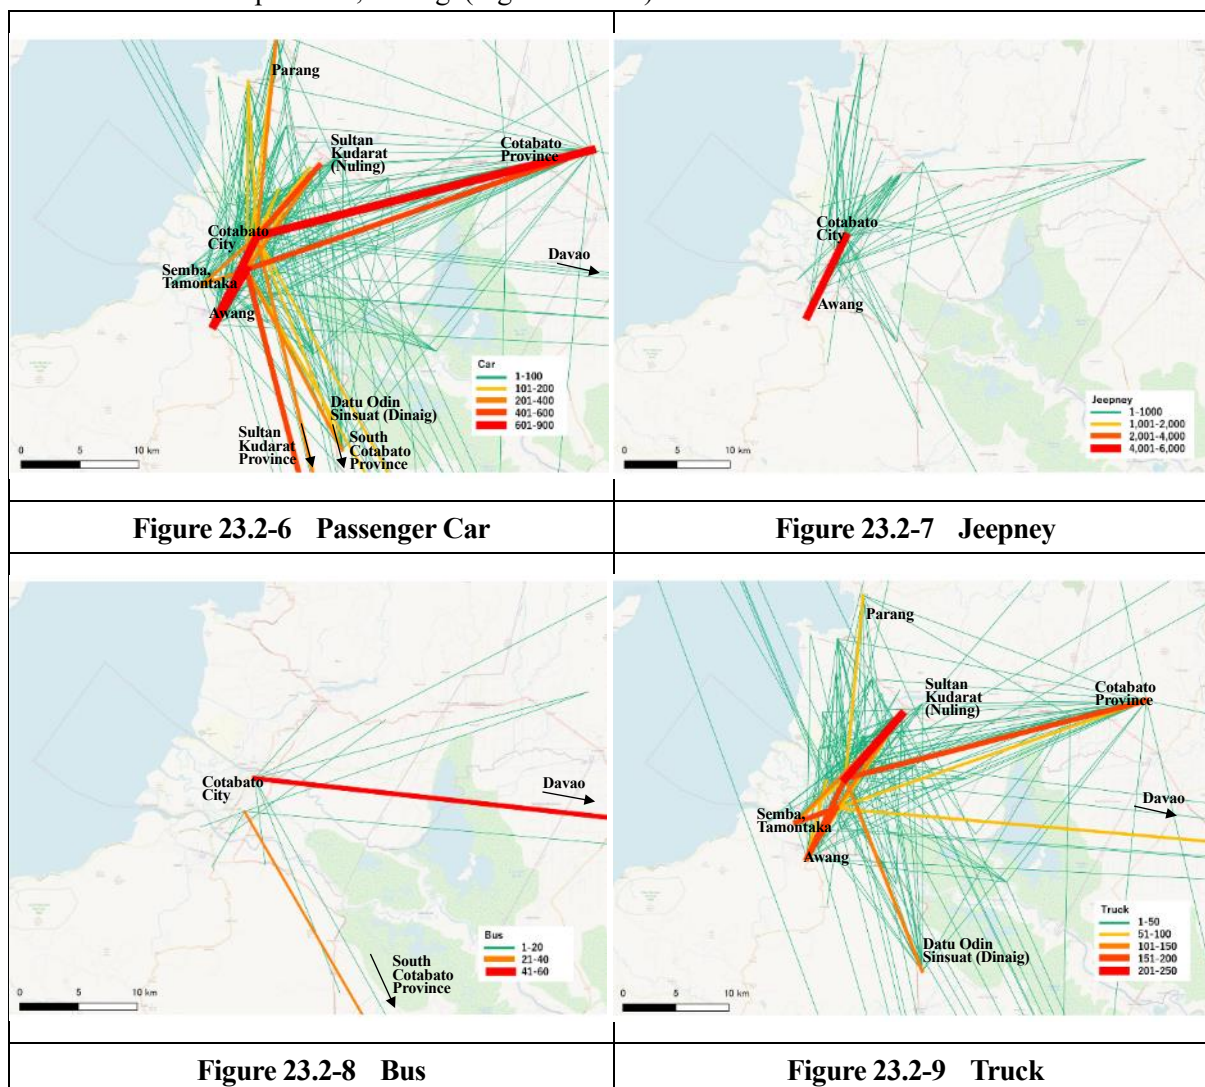 Parang
Sultan
Kudarat
(Nuling)
Cotabato
Province
Cotabato
City
Semba,
Tamontaka
Awang
Davao
Datu Odin
Sinsuat (Dinaig)
Sultan
Kudarat
Province
South
Cotabato
Province
Car
1-100
101-200
201-400
401-600
601-900
0 5 10 km
Cotabato
City
Awang
Jeepney
1-1000
1,001-2,000
2,001-4,000
4,001-6,000
0 5 10 km
Figure 23.2-6 Passenger Car
Figure 23.2-7 Jeepney
Cotabato
City
Davao
South
Cotabato
Province
Bus
1-20
21-40
41-60
0 5 10 km
Parang
Sultan
Kudarat
(Nuling)
Cotabato
Province
Semba,
Tamontaka
Awang
Davao
Datu Odin
Sinsuat (Dinaig)
Truck
1-50
51-100
101-150
151-200
201-250
0 5 10 km
Figure 23.2-8 Bus
Figure 23.2-9 Truck